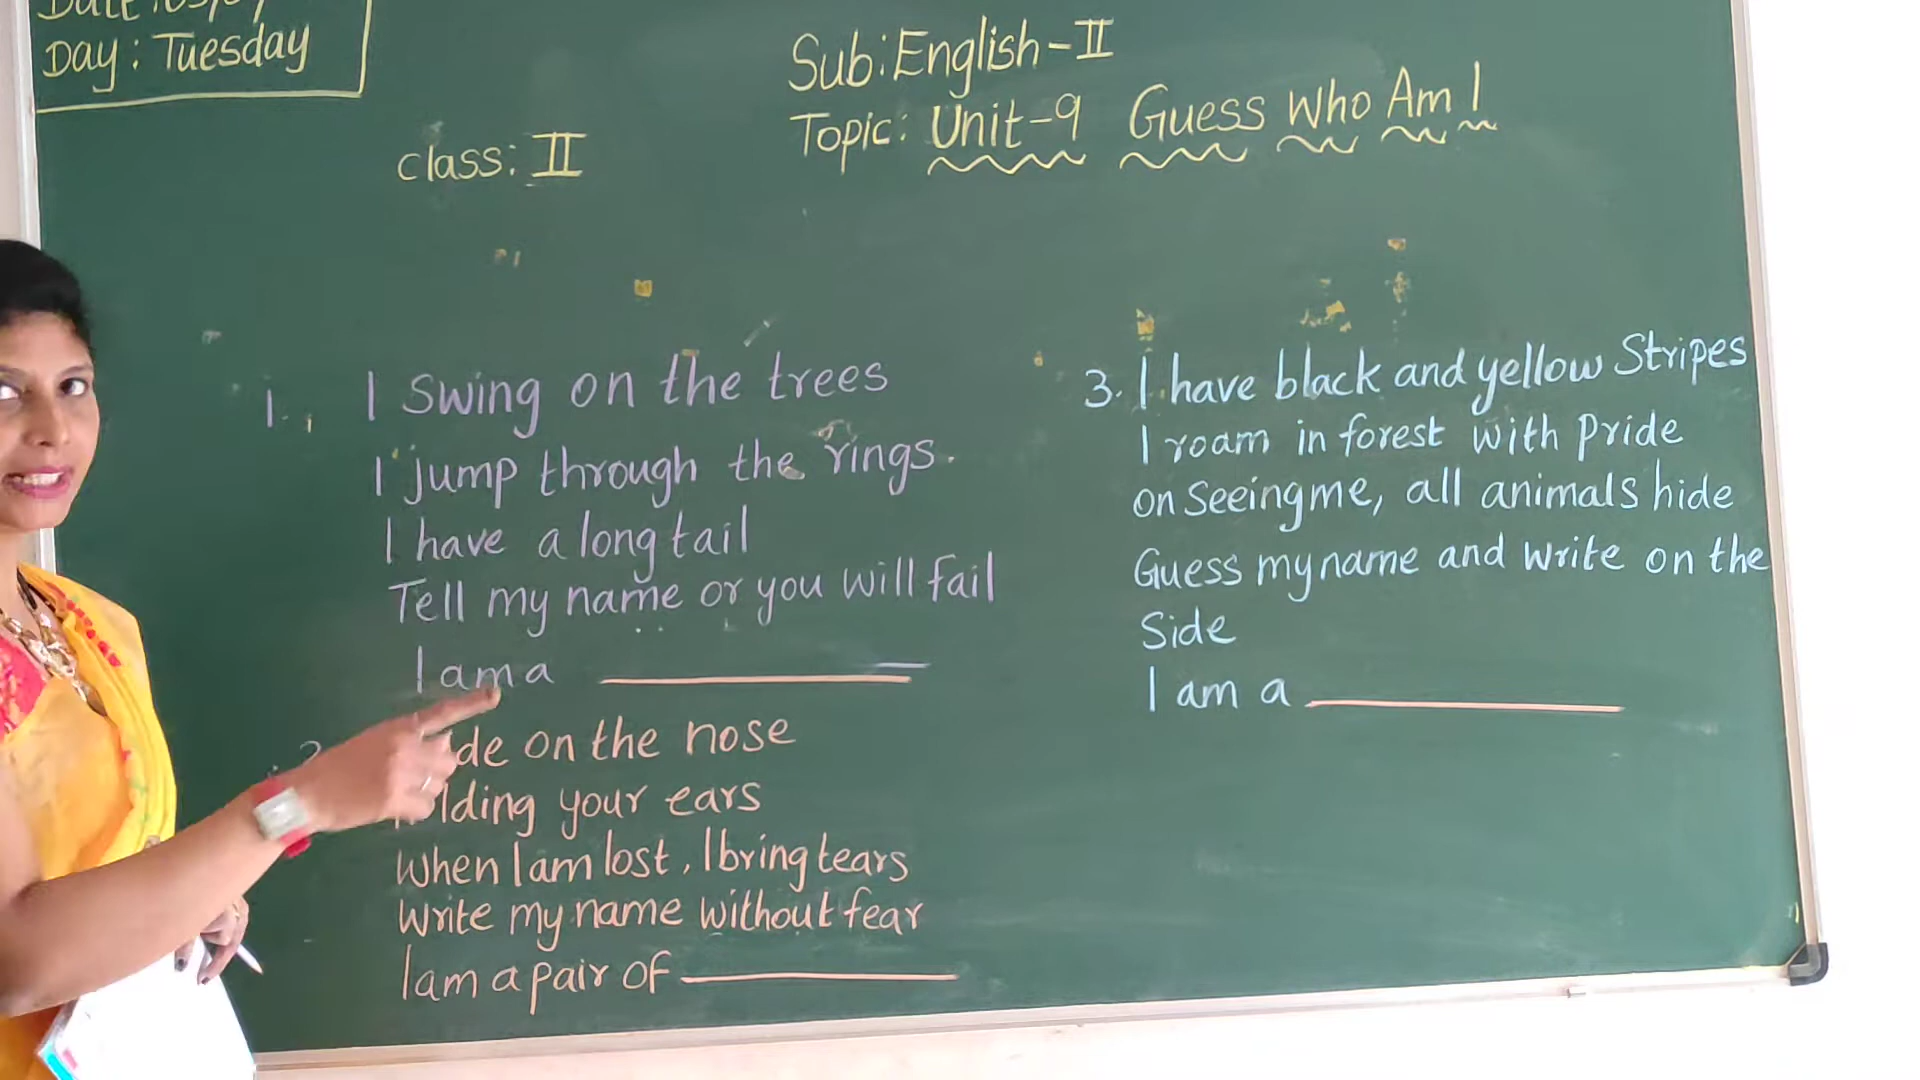 Day : Tuesday
Sub: English - II
Topic: Unit-9 Guess Who Am I
class: II
1. I swing on the trees
I jump through the rings.
I have a long tail
Tell my name or you will fail
I am a
on the nose
your ears
When I am lost, I bring tears
Write my name without fear
I am a pair of
3. I have black and yellow Stripes
I roam in forest with pride
on Seeing me, all animals hide
Guess my name and write on the
Side
I am a